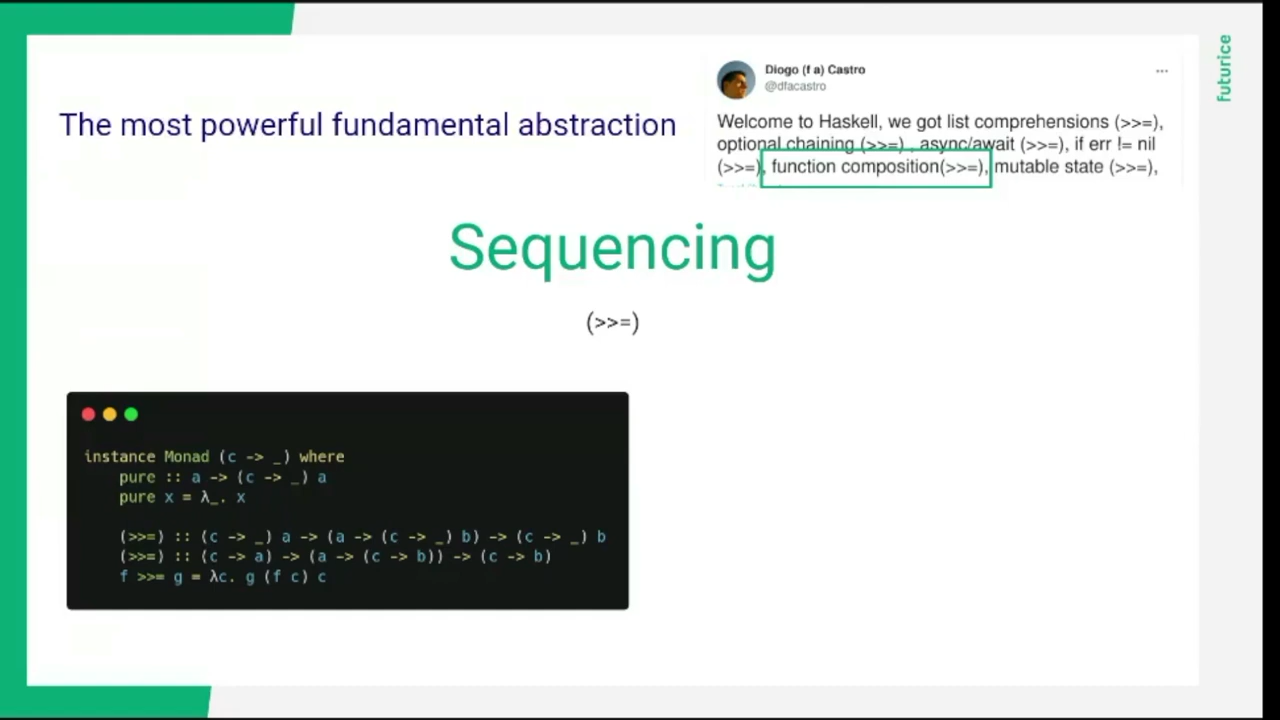 The most powerful fundamental abstraction
Diogo (f a) Castro
@dfacastro
...
Welcome to Haskell, we got list comprehensions (>>=),
optional chaining (>>=) , async/await (>>=), if err != nil
(>>=), function composition(>>=), mutable state (>>=),
futurice
Sequencing
(>>=)
instance Monad (c -> _) where
    pure :: a -> (c -> _) a
    pure x = λ_. x
    (>>=) :: (c -> _) a -> (a -> (c -> _) b) -> (c -> _) b
    (>>=) :: (c -> a) -> (a -> (c -> b)) -> (c -> b)
    f >>= g = λc. g (f c) c